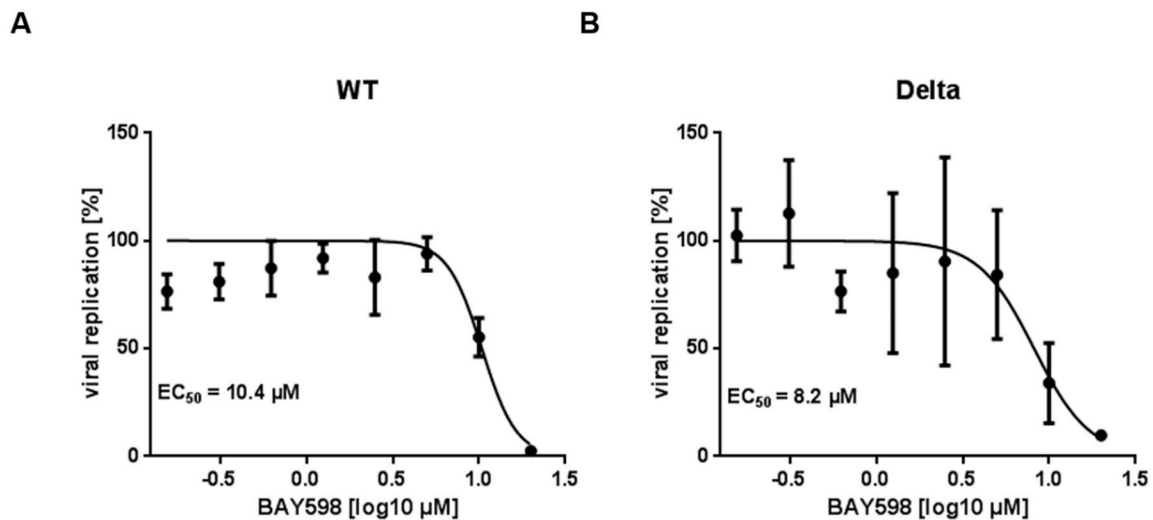 A
B
WT
Delta
150
100
50
0
viral replication [%]
EC₅₀ = 10.4 µM
-0.5
0.0
0.5
1.0
1.5
BAY598 [log10 µM]
150
100
50
0
viral replication [%]
EC₅₀ = 8.2 µM
-0.5
0.0
0.5
1.0
1.5
BAY598 [log10 µM]